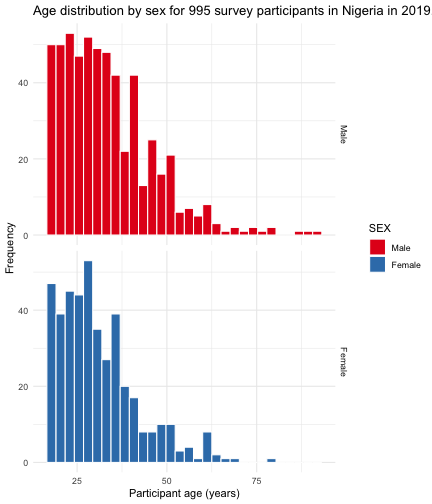 Age distribution by sex for 995 survey participants in Nigeria in 2019
40
20
0
Male
40
20
0
Female
25
50
75
Frequency
Participant age (years)
SEX
Male
Female